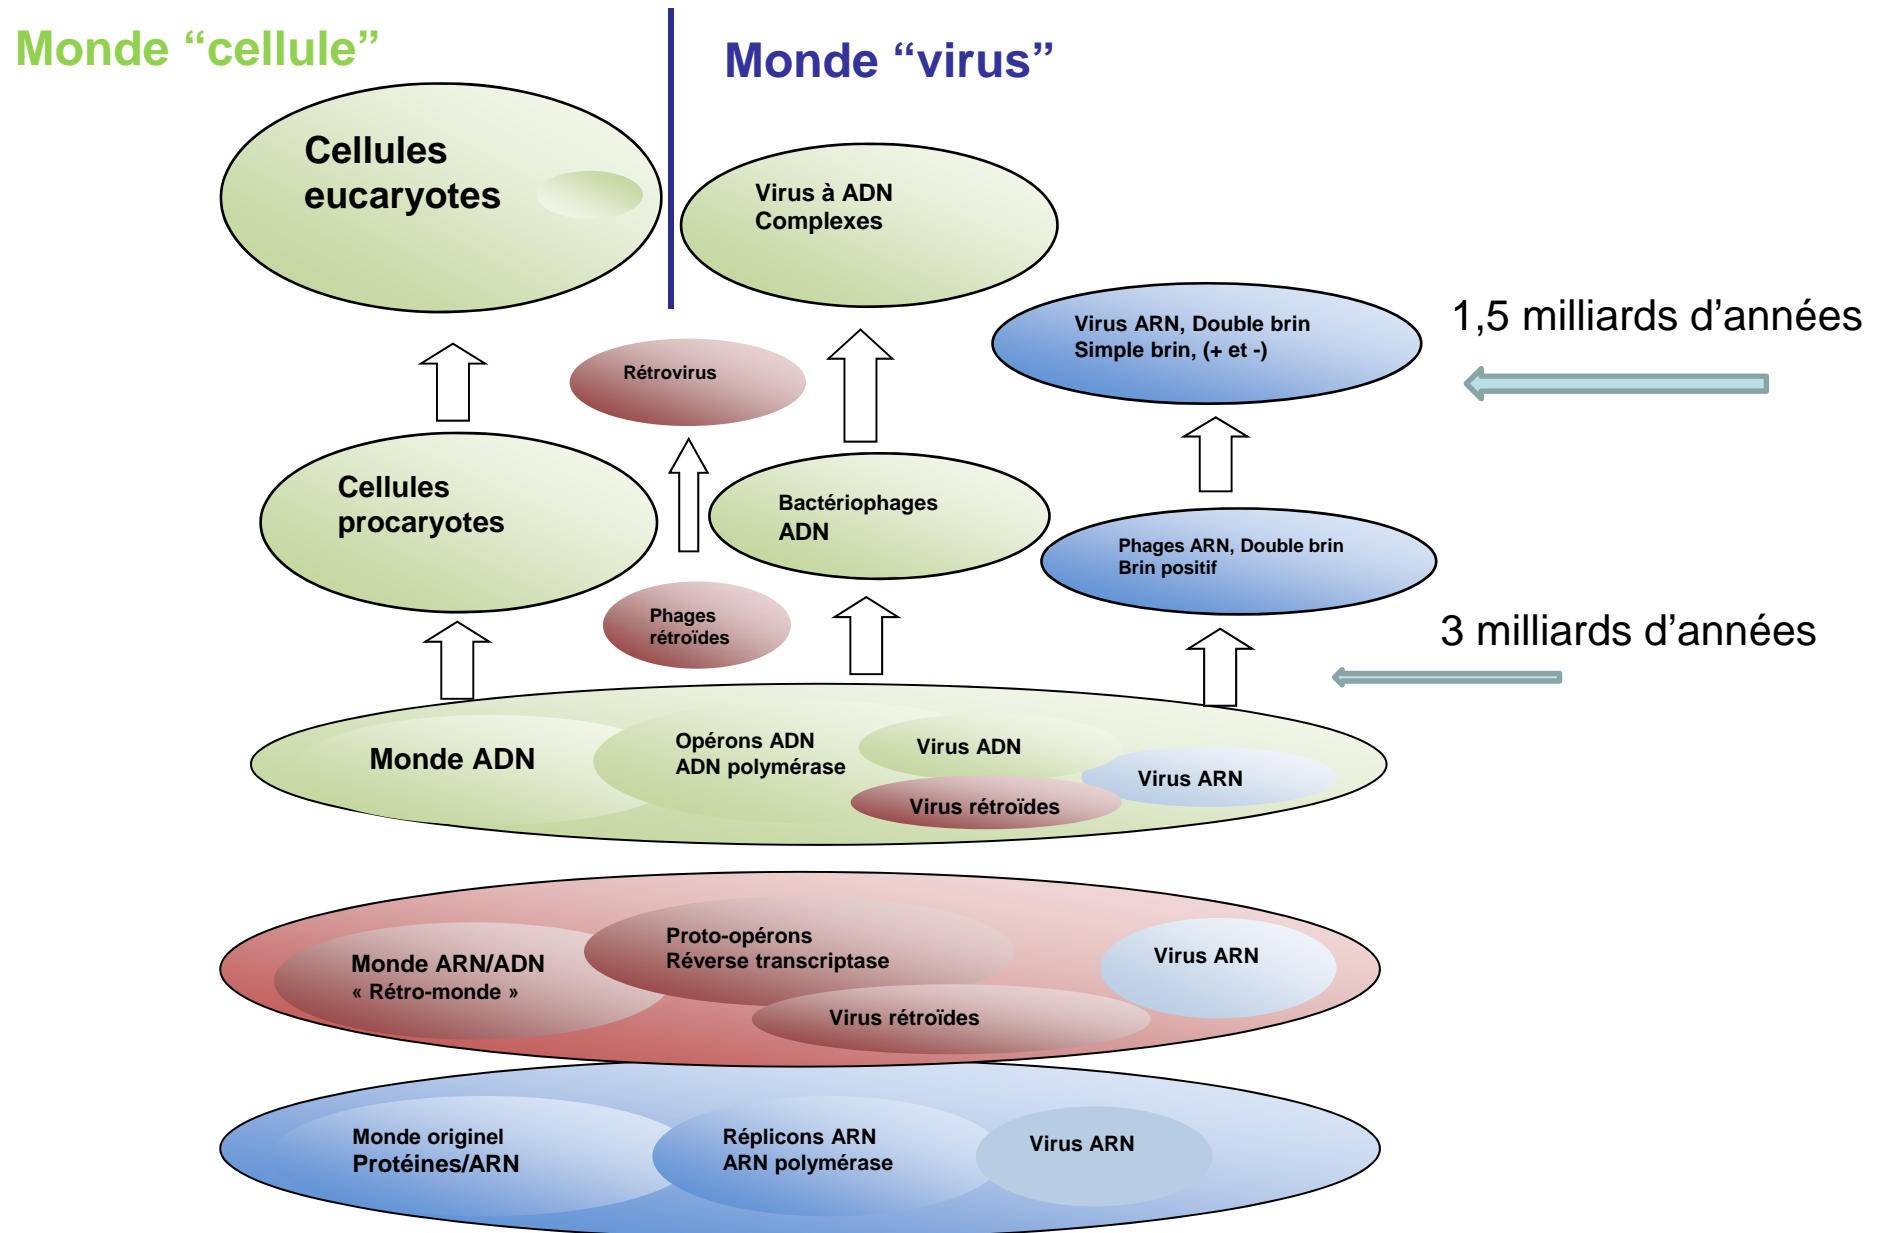 Monde “cellule”
Monde “virus”
Cellules
eucaryotes
Virus à ADN
Complexes
Virus ARN, Double brin
Simple brin, (+ et -)
1,5 milliards d’années
Rétrovirus
Cellules
procaryotes
Bactériophages
ADN
Phages ARN, Double brin
Brin positif
Phages
rétroïdes
3 milliards d’années
Monde ADN
Opérons ADN
ADN polymérase
Virus ADN
Virus ARN
Virus rétroïdes
Monde ARN/ADN
« Rétro-monde »
Proto-opérons
Réverse transcriptase
Virus ARN
Virus rétroïdes
Monde originel
Protéines/ARN
Réplicons ARN
ARN polymérase
Virus ARN